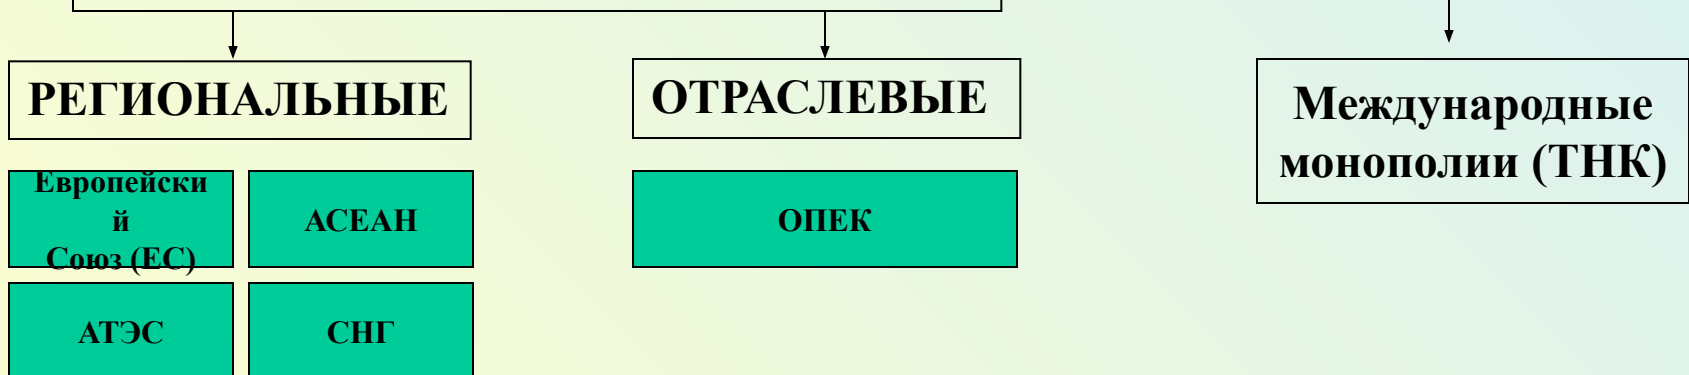 РЕГИОНАЛЬНЫЕ
ОТРАСЛЕВЫЕ
Международные
монополии (ТНК)
Европейски
й
Союз (ЕС)
АСЕАН
ОПЕК
АТЭС
СНГ